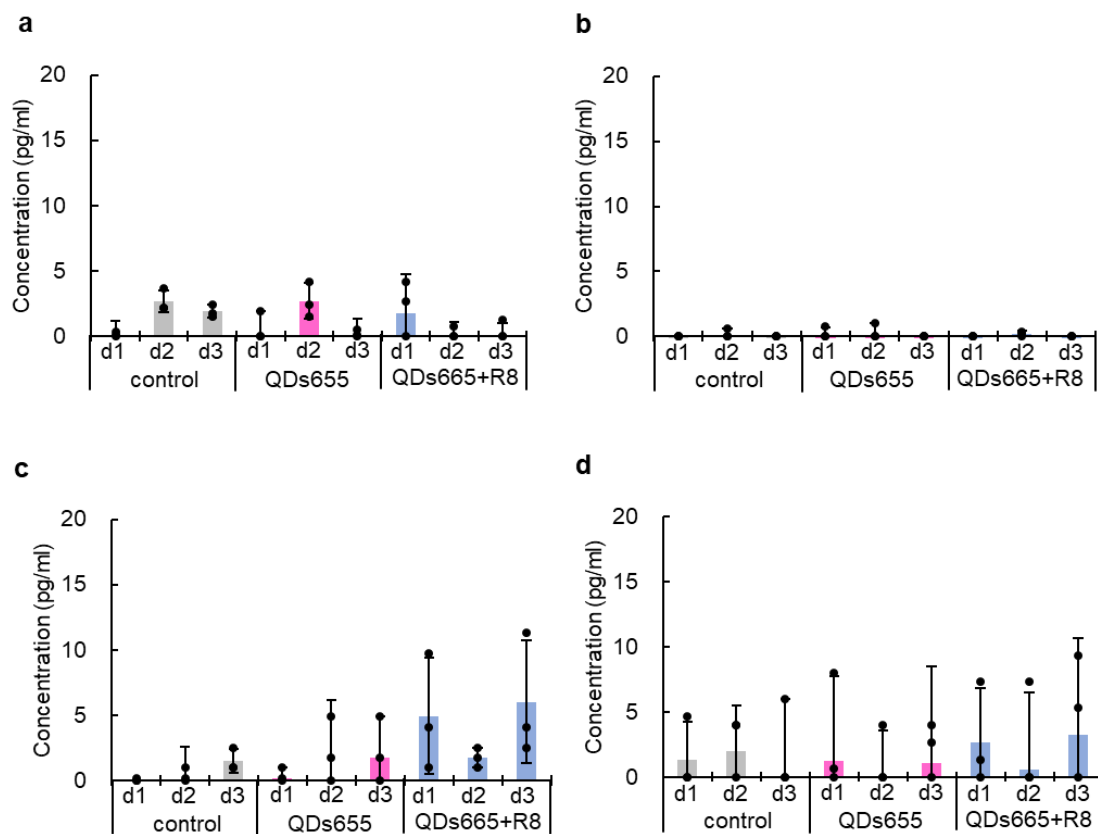 a
20
15
10
5
0
Concentration (pg/ml)
d1 d2 d3 d1 d2 d3 d1 d2 d3
control QDs655 QDs665+R8
b
20
15
10
5
0
Concentration (pg/ml)
d1 d2 d3 d1 d2 d3 d1 d2 d3
control QDs655 QDs665+R8
c
20
15
10
5
0
Concentration (pg/ml)
d1 d2 d3 d1 d2 d3 d1 d2 d3
control QDs655 QDs665+R8
d
20
15
10
5
0
Concentration (pg/ml)
d1 d2 d3 d1 d2 d3 d1 d2 d3
control QDs655 QDs665+R8